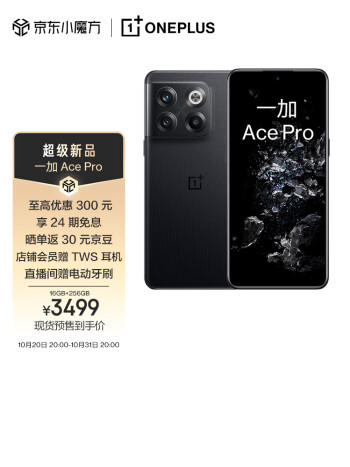 京东小魔方 | 1+ ONEPLUS
一加
Ace Pro
超级新品
一加 Ace Pro
至高优惠 300 元
享 24 期免息
晒单返 30 元京豆
店铺会员赠 TWS 耳机
直播间赠电动牙刷
16GB+256GB
¥3499
现货预售到手价
10月20日 20:00-10月31日 20:00